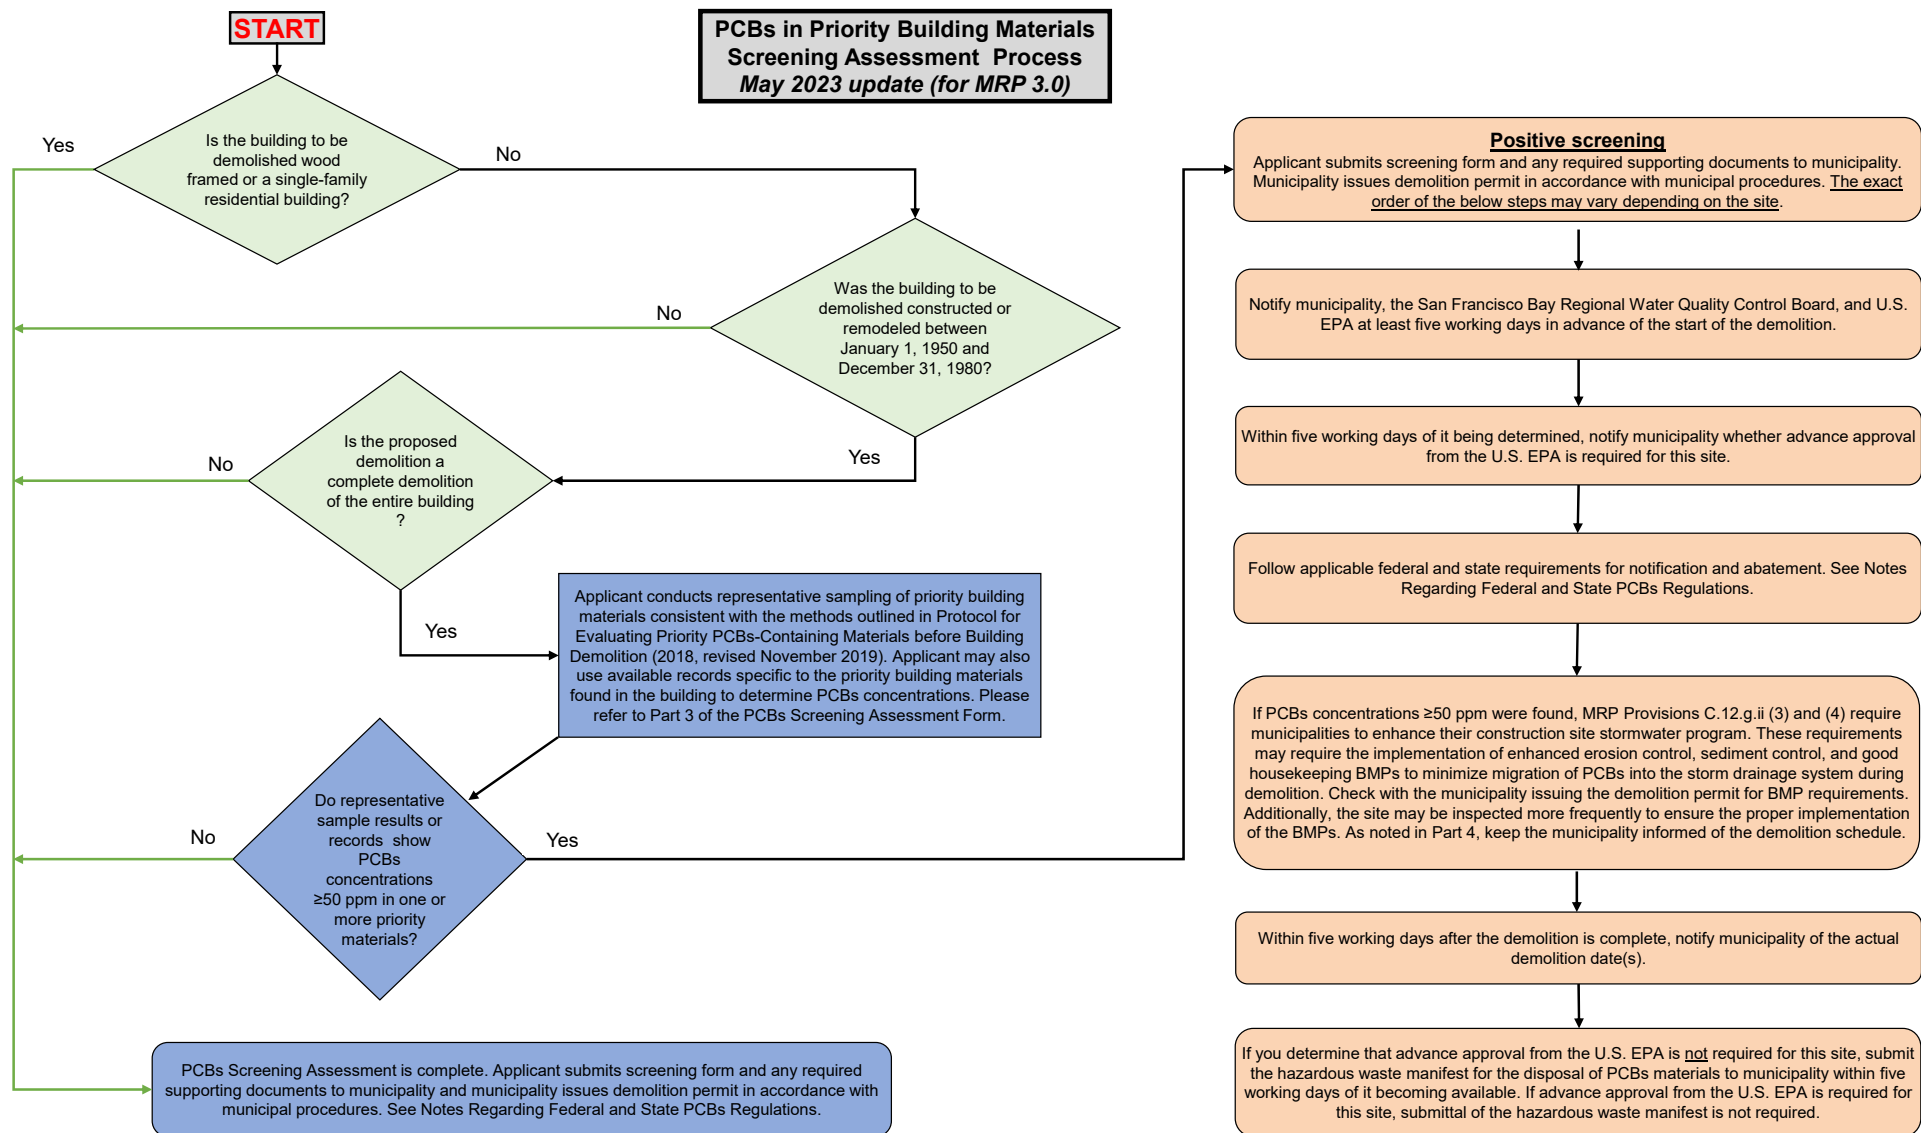 START
PCBs in Priority Building Materials
Screening Assessment Process
May 2023 update (for MRP 3.0)
Is the building to be
demolished wood
framed or a single-family
residential building?
Yes
No
Was the building to be
demolished constructed or
remodeled between
January 1, 1950 and
December 31, 1980?
No
Yes
Is the proposed
demolition a
complete demolition
of the entire building
?
No
Yes
Applicant conducts representative sampling of priority building
materials consistent with the methods outlined in Protocol for
Evaluating Priority PCBs-Containing Materials before Building
Demolition (2018, revised November 2019). Applicant may also
use available records specific to the priority building materials
found in the building to determine PCBs concentrations. Please
refer to Part 3 of the PCBs Screening Assessment Form.
Do representative
sample results or
records show
PCBs
concentrations
≥50 ppm in one or
more priority
materials?
No
Yes
PCBs Screening Assessment is complete. Applicant submits screening form and any required
supporting documents to municipality and municipality issues demolition permit in accordance with
municipal procedures. See Notes Regarding Federal and State PCBs Regulations.
Positive screening
Applicant submits screening form and any required supporting documents to municipality.
Municipality issues demolition permit in accordance with municipal procedures. The exact
order of the below steps may vary depending on the site.
Notify municipality, the San Francisco Bay Regional Water Quality Control Board, and U.S.
EPA at least five working days in advance of the start of the demolition.
Within five working days of it being determined, notify municipality whether advance approval
from the U.S. EPA is required for this site.
Follow applicable federal and state requirements for notification and abatement. See Notes
Regarding Federal and State PCBs Regulations.
If PCBs concentrations ≥50 ppm were found, MRP Provisions C.12.g.ii (3) and (4) require
municipalities to enhance their construction site stormwater program. These requirements
may require the implementation of enhanced erosion control, sediment control, and good
housekeeping BMPs to minimize migration of PCBs into the storm drainage system during
demolition. Check with the municipality issuing the demolition permit for BMP requirements.
Additionally, the site may be inspected more frequently to ensure the proper implementation
of the BMPs. As noted in Part 4, keep the municipality informed of the demolition schedule.
Within five working days after the demolition is complete, notify municipality of the actual
demolition date(s).
If you determine that advance approval from the U.S. EPA is not required for this site, submit
the hazardous waste manifest for the disposal of PCBs materials to municipality within five
working days of it becoming available. If advance approval from the U.S. EPA is required for
this site, submittal of the hazardous waste manifest is not required.